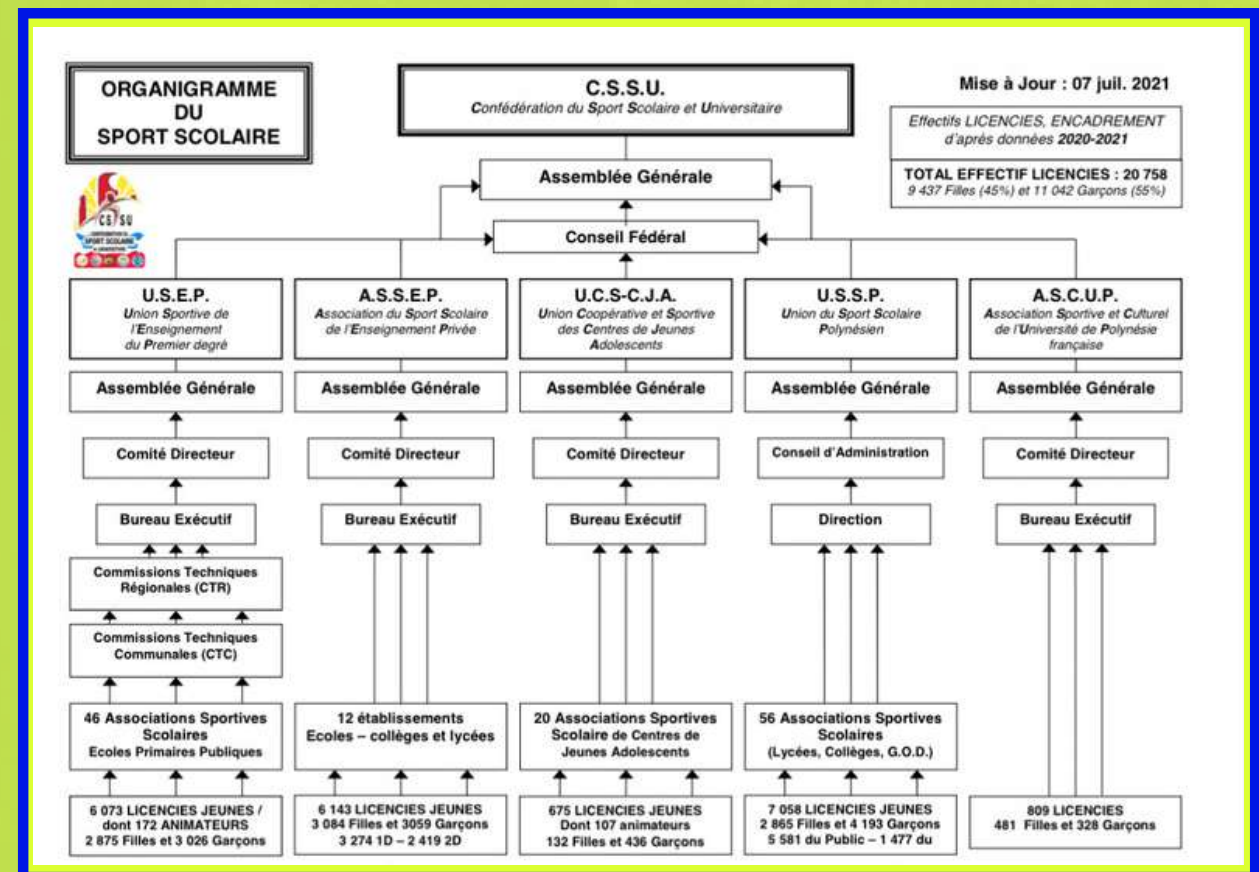 ORGANIGRAMME
DU
SPORT SCOLAIRE
C.S.S.U.
Confédération du Sport Scolaire et Universitaire
Mise à Jour : 07 juil. 2021
Effectifs LICENCIES, ENCADREMENT
d'après données 2020-2021
TOTAL EFFECTIF LICENCIES : 20 758
9 437 Filles (45%) et 11 042 Garçons (55%)
CSSU
SPORT SCOLAIRE
Assemblée Générale
Conseil Fédéral
U.S.E.P.
Union Sportive de
l'Enseignement
du Premier degré
A.S.S.E.P.
Association du Sport Scolaire
de l'Enseignement Privée
U.C.S-C.J.A.
Union Coopérative et Sportive
des Centres de Jeunes
Adolescents
U.S.S.P.
Union du Sport Scolaire
Polynésien
A.S.C.U.P.
Association Sportive et Culturel
de l'Université de Polynésie
française
Assemblée Générale
Assemblée Générale
Assemblée Générale
Assemblée Générale
Assemblée Générale
Comité Directeur
Comité Directeur
Comité Directeur
Conseil d'Administration
Comité Directeur
Bureau Exécutif
Bureau Exécutif
Bureau Exécutif
Direction
Bureau Exécutif
Commissions Techniques
Régionales (CTR)
Commissions Techniques
Communales (CTC)
46 Associations Sportives
Scolaires
Ecoles Primaires Publiques
12 établissements
Ecoles – collèges et lycées
20 Associations Sportives
Scolaire de Centres de
Jeunes Adolescents
56 Associations Sportives
Scolaires
(Lycées, Collèges, G.O.D.)
6 073 LICENCIES JEUNES /
dont 172 ANIMATEURS
2 875 Filles et 3 026 Garçons
6 143 LICENCIES JEUNES
3 084 Filles et 3059 Garçons
3 274 1D – 2 419 2D
675 LICENCIES JEUNES
Dont 107 animateurs
132 Filles et 436 Garçons
7 058 LICENCIES JEUNES
2 865 Filles et 4 193 Garçons
5 581 du Public – 1 477 du
809 LICENCIES
481 Filles et 328 Garçons